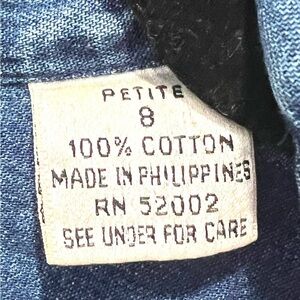 PETITE
8
100% COTTON
MADE IN PHILIPPINES
RN 52002
SEE UNDER FOR CARE